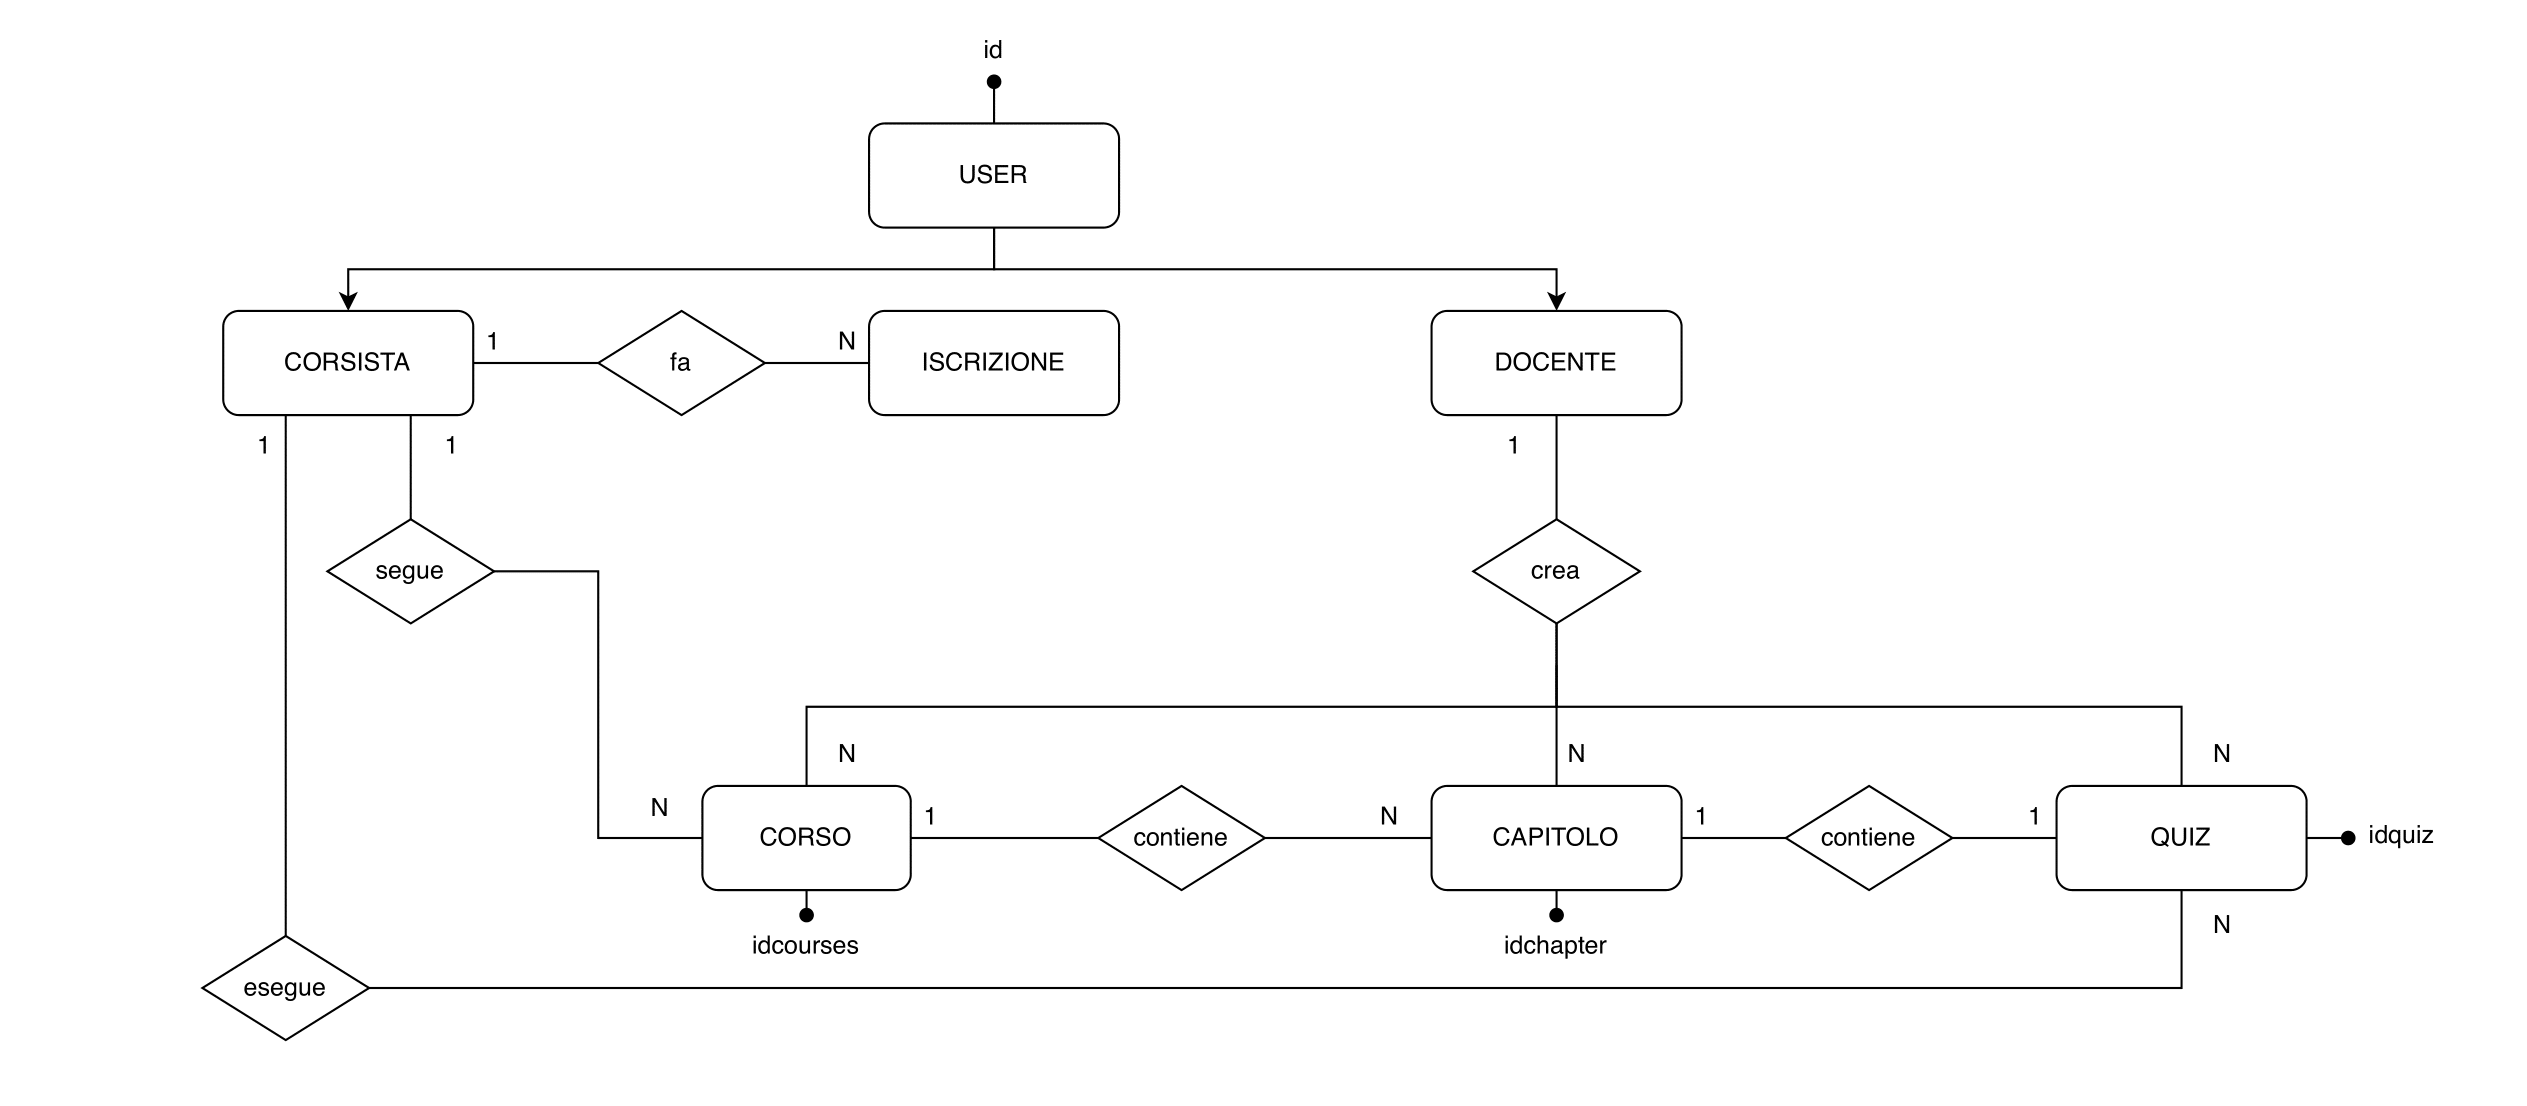 id
USER
CORSISTA
1
fa
N
ISCRIZIONE
DOCENTE
1
1
1
segue
crea
N
N
N
N
CORSO
1
contiene
N
CAPITOLO
1
contiene
1
QUIZ
idquiz
idcourses
idchapter
N
esegue